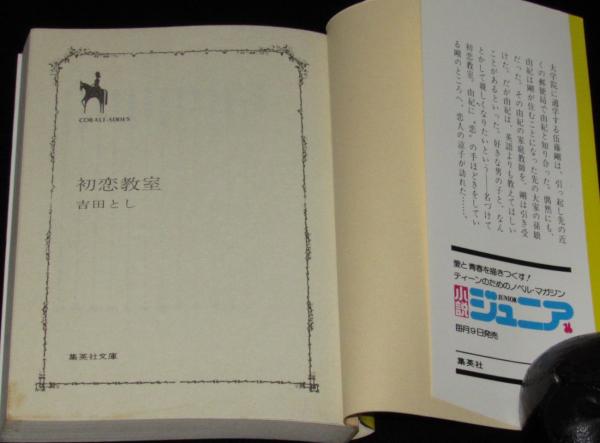 COBALT-SERIES
初恋教室
吉田とし
集英社文庫
大学院に通学する伍藤剛は、引っ起し先の近
くの郵便局で由紀と知り合った。偶然にも、
由紀は剛が住むことになった先の大家の孫娘
だった。その由紀の家庭教師を、剛は引き受
けた。だが由紀は、英語よりも教えてほしい
ことがあるといった。好きな男の子と、なん
とかして親しくなりたいという——名づけて
初恋教室。由紀に“恋”の手ほどきをしてい
る剛のところへ、恋人の涼子が訪れた……。
愛と青春を描きつくす!
ティーンのためのノベル・マガジン
小説ジュニア
JUNIOR
毎月9日発売
集英社